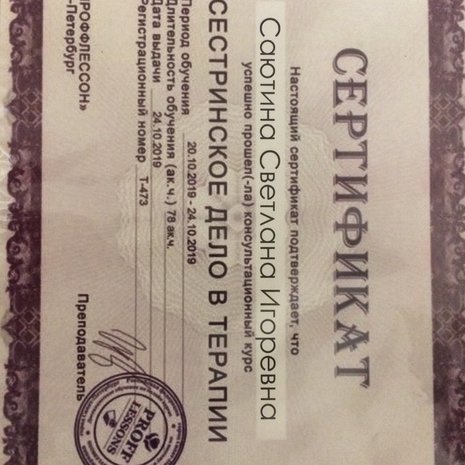 СЕРТИФИКАТ
Настоящий сертификат подтверждает, что
Саютина Светлана Игоревна
успешно прошел(-ла) консультационный курс
СЕСТРИНСКОЕ ДЕЛО В ТЕРАПИИ
Период обучения 20.10.2019 - 24.10.2019
Длительность обучения (ак.ч.) 78 ак.ч.
Дата выдачи 24.10.2019
Регистрационный номер Т-473
РОФФЛЕССОН»
-Петербург
Преподаватель
PROFF
LESSONS